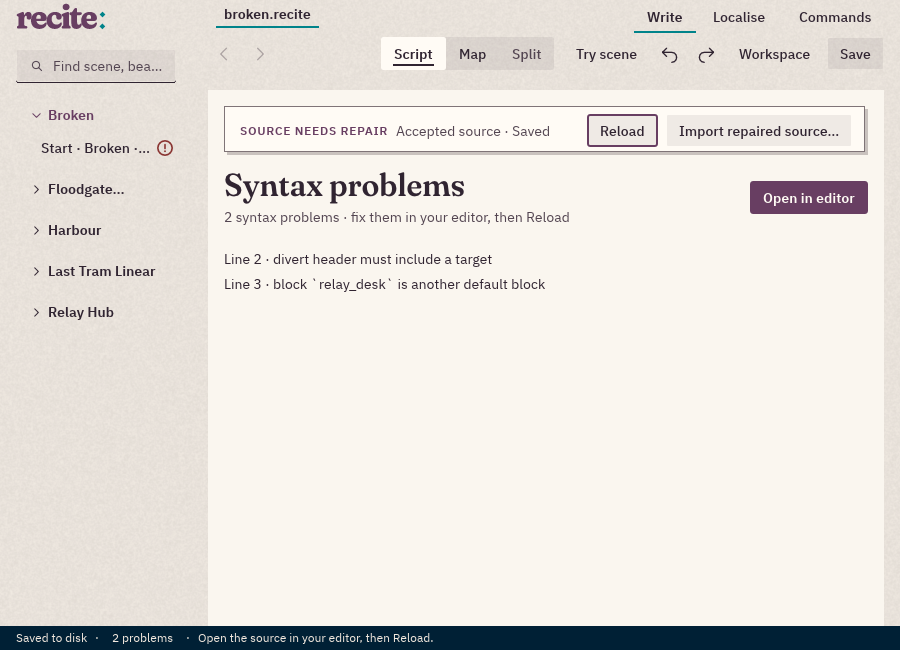 recite:
broken.recite
Write Localise Commands
Find scene, bea...
Script Map Split Try scene Workspace Save
Broken
Start · Broken ·...
Floodgate...
Harbour
Last Tram Linear
Relay Hub
SOURCE NEEDS REPAIR Accepted source · Saved Reload Import repaired source...
Syntax problems
2 syntax problems · fix them in your editor, then Reload
Open in editor
Line 2 · divert header must include a target
Line 3 · block `relay_desk` is another default block
Saved to disk · 2 problems · Open the source in your editor, then Reload.